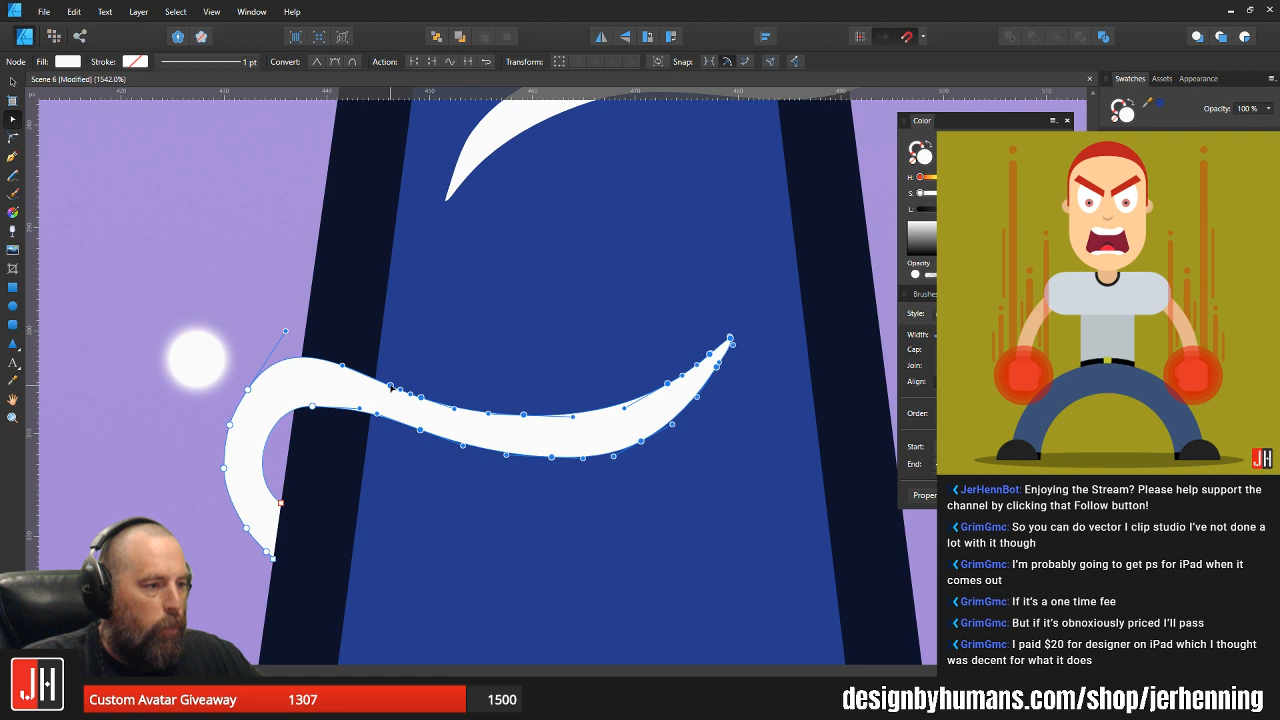 File Edit Text Layer Select View Window Help
Node Fill: Stroke: 1 pt Convert: Action: Transform: Snap:
Scene 6 [Modified] (1542.0%)
Swatches Assets Appearance
Opacity: 100 %
Color
H:
S:
L:
Opacity
Brushes
Style:
Width:
Cap:
Join:
Align:
Order:
Start:
End:
Proper
JH
JerHennBot: Enjoying the Stream? Please help support the
channel by clicking that Follow button!
GrimGmc: So you can do vector I clip studio I've not done a
lot with it though
GrimGmc: I'm probably going to get ps for iPad when it
comes out
GrimGmc: If it's a one time fee
GrimGmc: But if it's obnoxiously priced I'll pass
GrimGmc: I paid $20 for designer on iPad which I thought
was decent for what it does
JH
Custom Avatar Giveaway 1307 1500
designbyhumans.com/shop/jerhenning